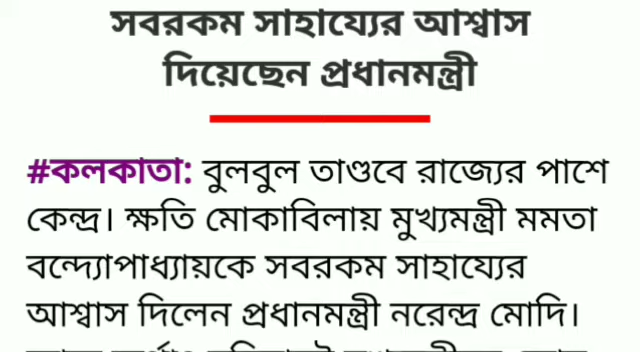 সবরকম সাহায্যের আশ্বাস
দিয়েছেন প্রধানমন্ত্রী
#কলকাতা: বুলবুল তাণ্ডবে রাজ্যের পাশে
কেন্দ্র। ক্ষতি মোকাবিলায় মুখ্যমন্ত্রী মমতা
বন্দ্যোপাধ্যায়কে সবরকম সাহায্যের
আশ্বাস দিলেন প্রধানমন্ত্রী নরেন্দ্র মোদি।